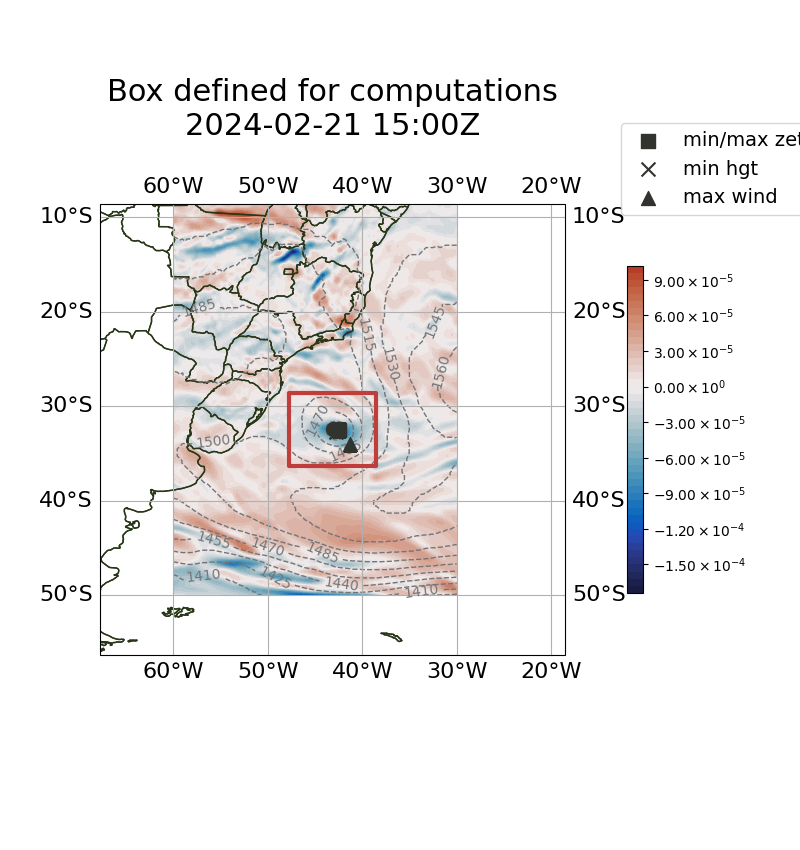 Box defined for computations
2024-02-21 15:00Z
min/max zet
min hgt
max wind
60°W 50°W 40°W 30°W 20°W
10°S 10°S
20°S 20°S
30°S 30°S
40°S 40°S
50°S 50°S
60°W 50°W 40°W 30°W 20°W
1485
1515
1545
1530
1560
1470
1500
1455
1470
1485
1410
1425
1440
1410
9.00 × 10⁻⁵
6.00 × 10⁻⁵
3.00 × 10⁻⁵
0.00 × 10⁰
−3.00 × 10⁻⁵
−6.00 × 10⁻⁵
−9.00 × 10⁻⁵
−1.20 × 10⁻⁴
−1.50 × 10⁻⁴